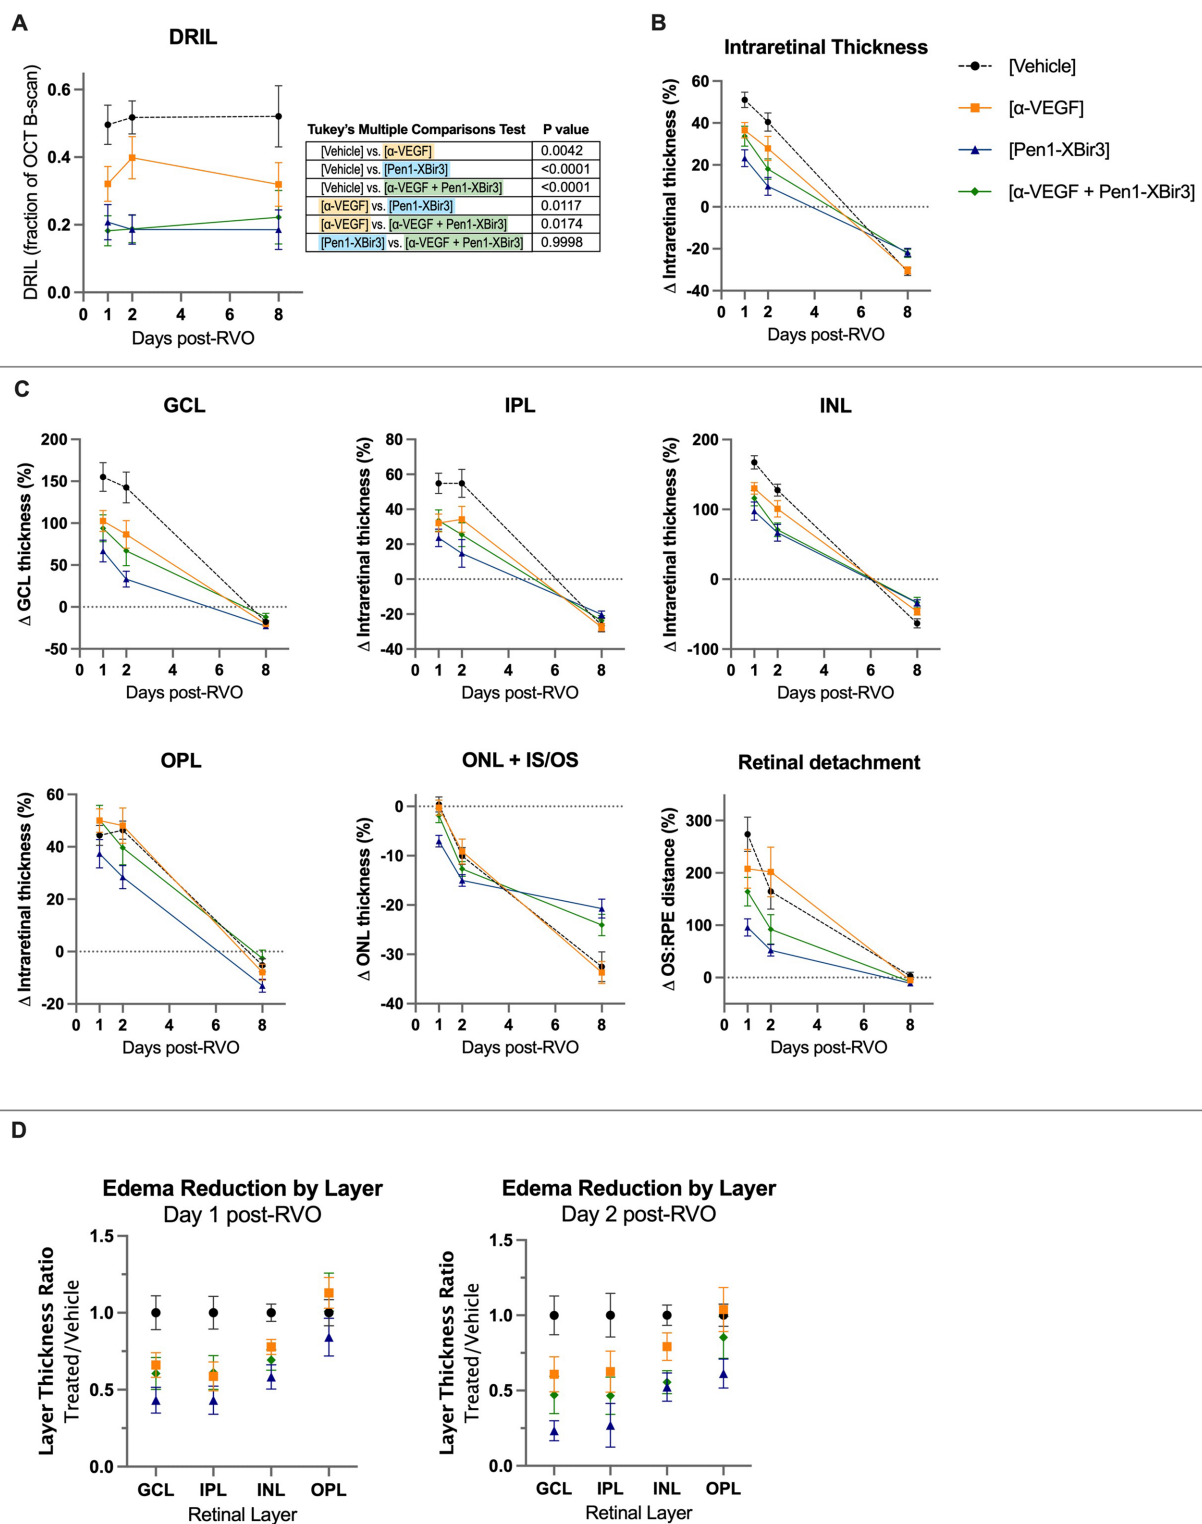 A
DRIL
DRIL (fraction of OCT B-scan)
0.6
0.4
0.2
0.0
0 1 2 4 6 8
Days post-RVO
Tukey's Multiple Comparisons Test P value
[Vehicle] vs. [α-VEGF] 0.0042
[Vehicle] vs. [Pen1-XBir3] <0.0001
[Vehicle] vs. [α-VEGF + Pen1-XBir3] <0.0001
[α-VEGF] vs. [Pen1-XBir3] 0.0117
[α-VEGF] vs. [α-VEGF + Pen1-XBir3] 0.0174
[Pen1-XBir3] vs. [α-VEGF + Pen1-XBir3] 0.9998
B
Intraretinal Thickness
Δ Intraretinal thickness (%)
60
40
20
0
-20
-40
0 1 2 4 6 8
Days post-RVO
[Vehicle]
[α-VEGF]
[Pen1-XBir3]
[α-VEGF + Pen1-XBir3]
C
GCL
Δ GCL thickness (%)
200
150
100
50
0
-50
0 1 2 4 6 8
Days post-RVO
IPL
Δ Intraretinal thickness (%)
80
60
40
20
0
-20
-40
0 1 2 4 6 8
Days post-RVO
INL
Δ Intraretinal thickness (%)
200
100
0
-100
0 1 2 4 6 8
Days post-RVO
OPL
Δ Intraretinal thickness (%)
60
40
20
0
-20
0 1 2 4 6 8
Days post-RVO
ONL + IS/OS
Δ ONL thickness (%)
0
-10
-20
-30
-40
0 1 2 4 6 8
Days post-RVO
Retinal detachment
Δ OS:RPE distance (%)
300
200
100
0
0 1 2 4 6 8
Days post-RVO
D
Edema Reduction by Layer
Day 1 post-RVO
Layer Thickness Ratio
Treated/Vehicle
1.5
1.0
0.5
0.0
GCL IPL INL OPL
Retinal Layer
Edema Reduction by Layer
Day 2 post-RVO
Layer Thickness Ratio
Treated/Vehicle
1.5
1.0
0.5
0.0
GCL IPL INL OPL
Retinal Layer